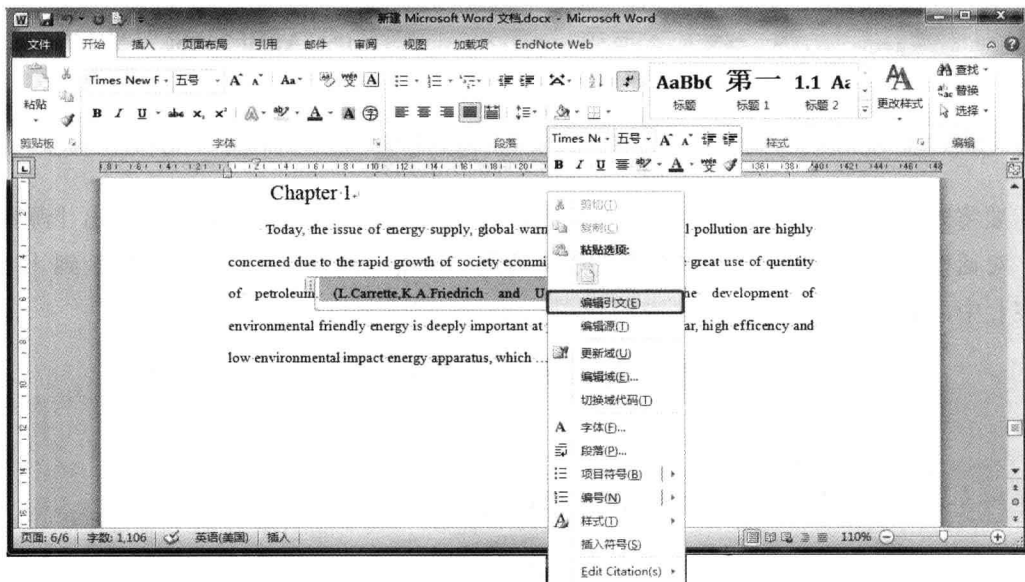 新建 Microsoft Word 文档.docx - Microsoft Word
文件 开始 插入 页面布局 引用 邮件 审阅 视图 加载项 EndNote Web
粘贴
Times New F 五号
查找
替换
选择
AaBb( 第一 1.1 Aa
标题 标题 1 标题 2
更改样式
剪贴板 字体 段落 样式 编辑
Times Ne 五号
Chapter 1
Today, the issue of energy supply, global warn
l pollution are highly
concerned due to the rapid growth of society econmi
great use of quentity
of petroleum (L.Carrette,K.A.Friedrich and U
he development of
environmental friendly energy is deeply important at
ar, high efficency and
low environmental impact energy apparatus, which …
剪切(T)
复制(C)
粘贴选项:
编辑引文(E)
编辑源(T)
更新域(U)
编辑域(E)...
切换域代码(T)
字体(F)...
段落(P)...
项目符号(B)
编号(N)
样式(T)
插入符号(S)
Edit Citation(s)
页面: 6/6 字数: 1,106 英语(美国) 插入 110%